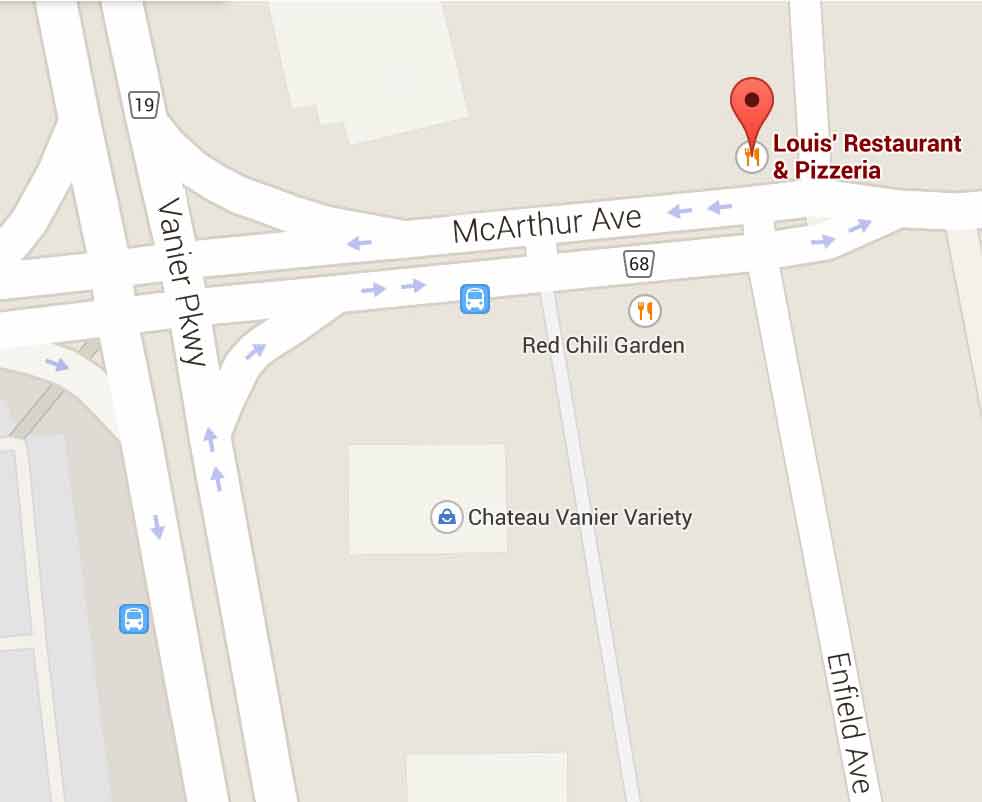 19
Louis' Restaurant
& Pizzeria
McArthur Ave
Vanier Pkwy
68
Red Chili Garden
Chateau Vanier Variety
Enfield Ave